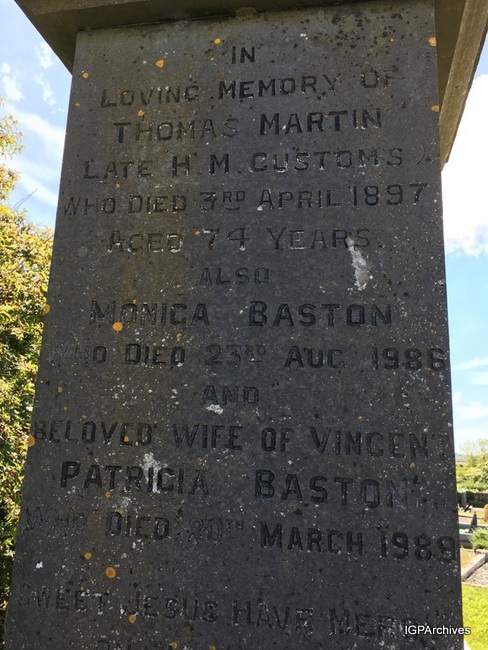 IN
LOVING MEMORY OF
THOMAS MARTIN
LATE H.M. CUSTOMS
WHO DIED 3RD APRIL 1897
AGED 74 YEARS.
ALSO
MONICA BASTON
WHO DIED 23RD AUG 1986
AND
BELOVED WIFE OF VINCENT
PATRICIA BASTON
WHO DIED MARCH 1989
SWEET JESUS HAVE MERCY
IGPArchives